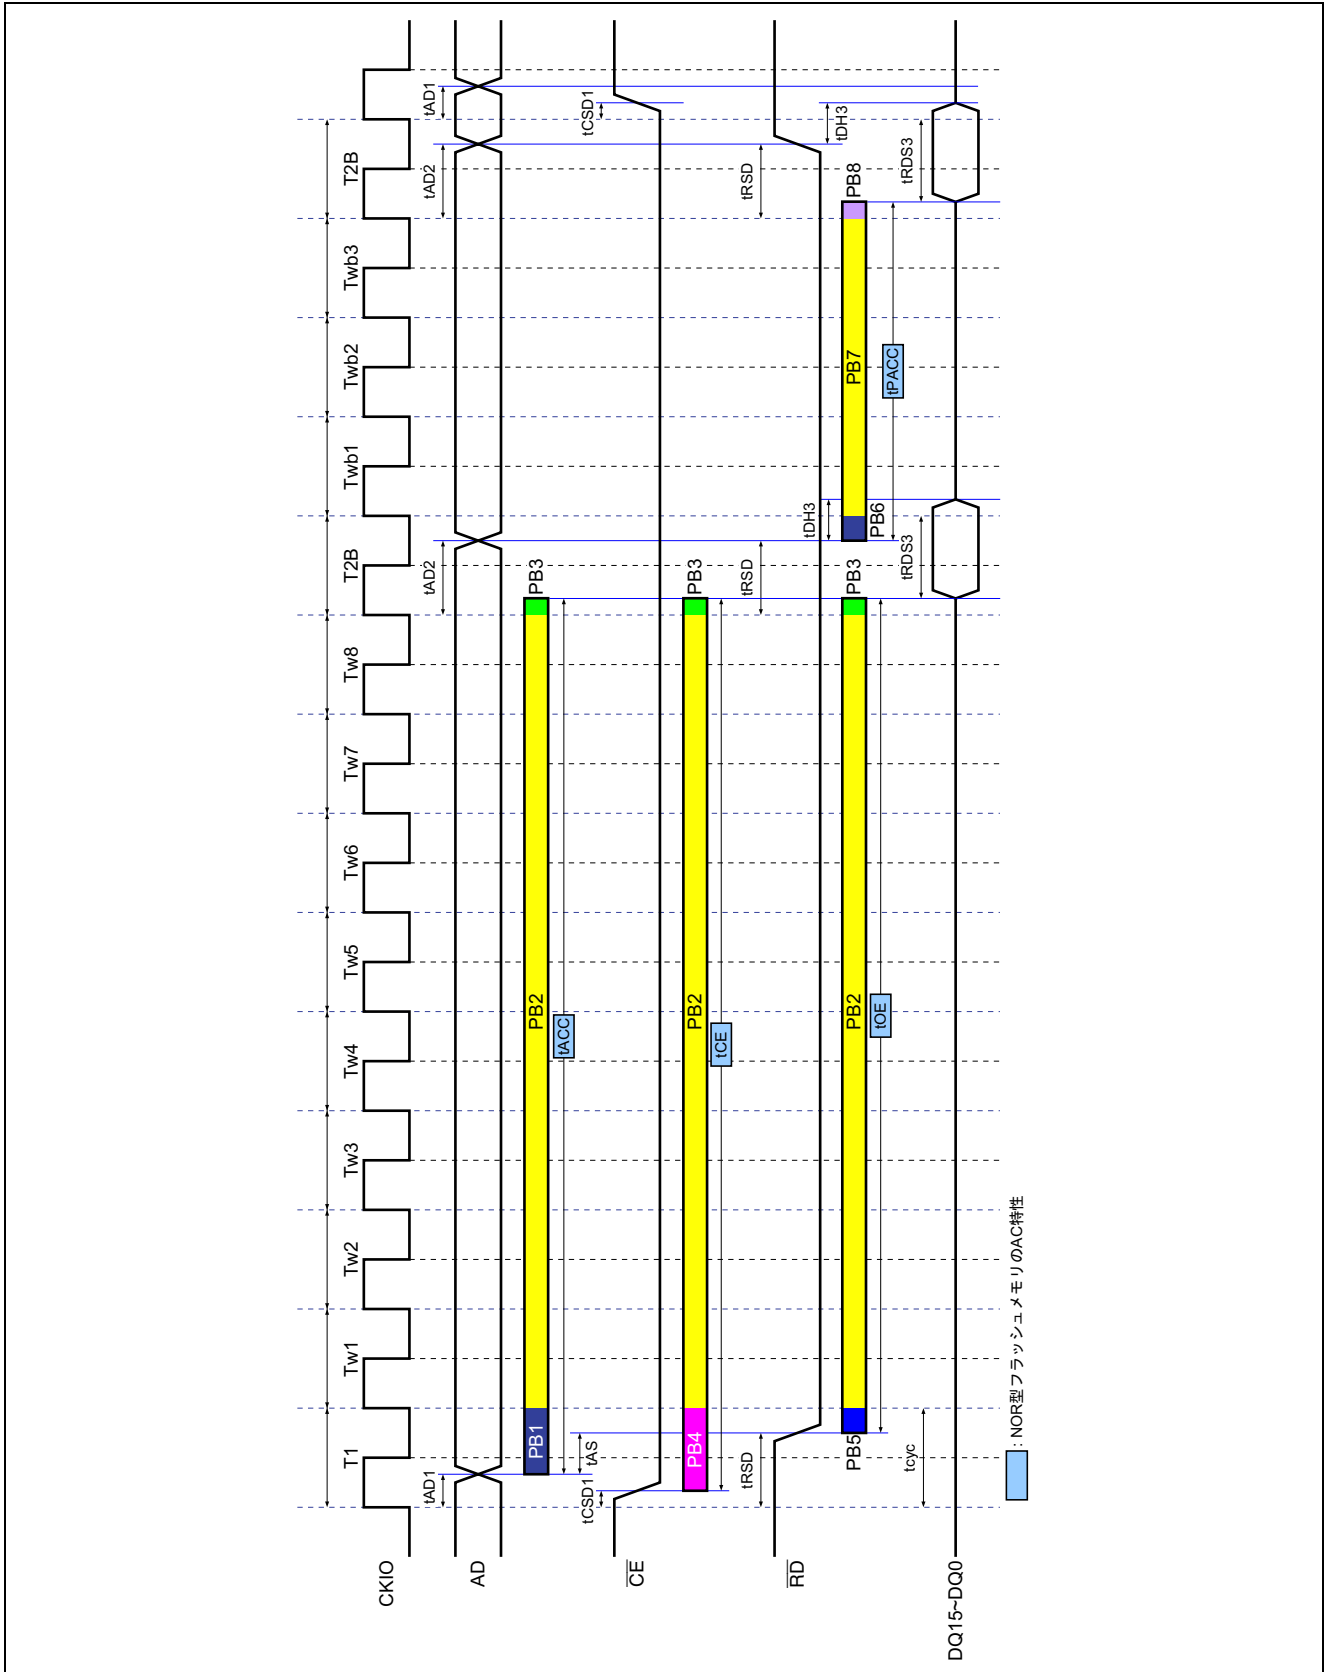 T1 Tw1 Tw2 Tw3 Tw4 Tw5 Tw6 Tw7 Tw8 T2B Twb1 Twb2 Twb3 T2B
CKIO
tAD1 tAD2 tAD2 tAD1
AD
PB1 PB2 PB3
tACC
tAS
tCSD1 tCSD1
CE
PB4 PB2 PB3
tCE
tRSD tRSD tRSD
RD
tDH3 tDH3
PB5 PB2 PB3 PB6 PB7 PB8
tOE
tPACC
tcyc
tRDS3 tRDS3
DQ15~DQ0
: NOR型フラッシュメモリのAC特性